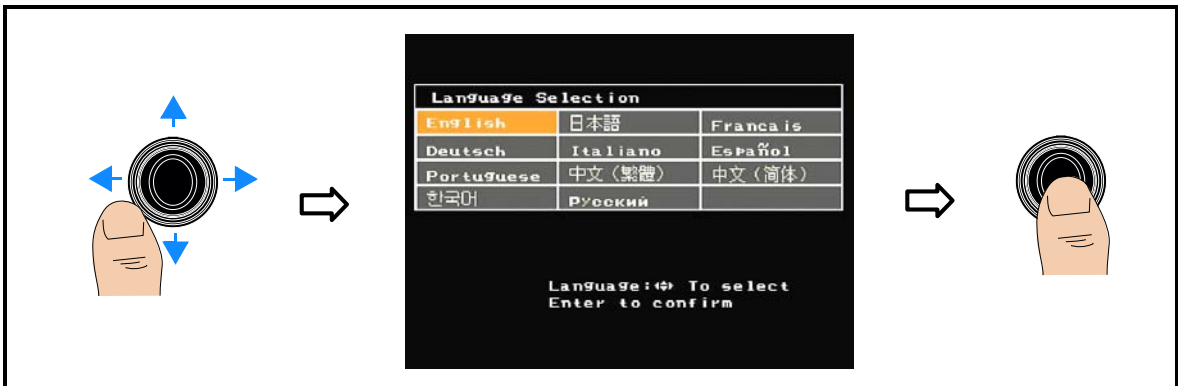 Language Selection
English 日本語 Francais
Deutsch Italiano Español
Portuguese 中文（繁體） 中文（简体）
한국어 Русский
Language: To select
Enter to confirm